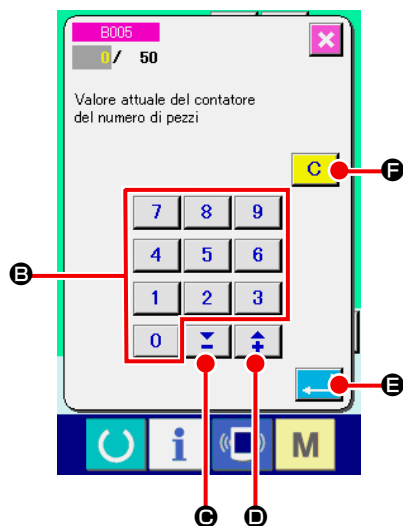 B005
0/ 50
Valore attuale del contatore
del numero di pezzi
C
F
7 8 9
4 5 6
B
1 2 3
0
E
M
C D